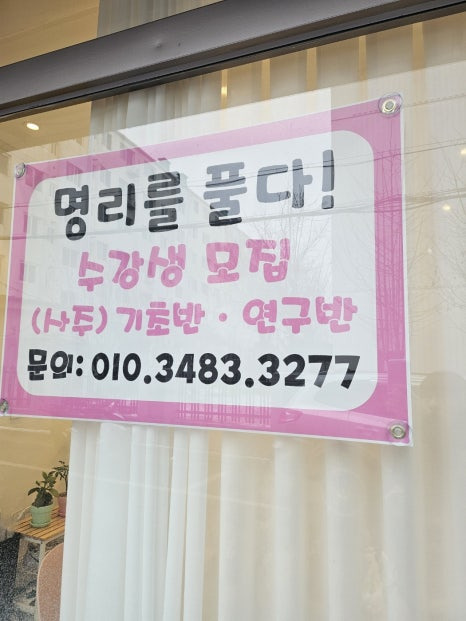 명리를 풀다!
수강생 모집
(사주) 기초반 · 연구반
문의: 010.3483.3277